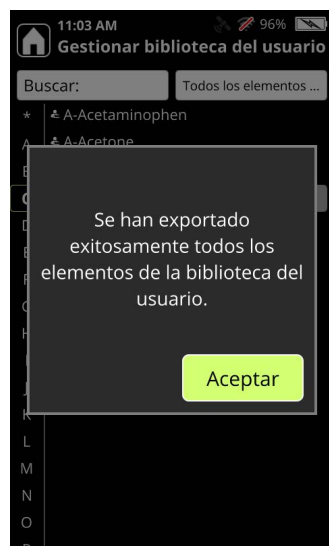 11:03 AM
96%
Gestionar biblioteca del usuario
Buscar:
Todos los elementos ...
*
A-Acetaminophen
A
A-Acetone
Se han exportado
exitosamente todos los
elementos de la biblioteca del
usuario.
Aceptar
K
L
M
N
O